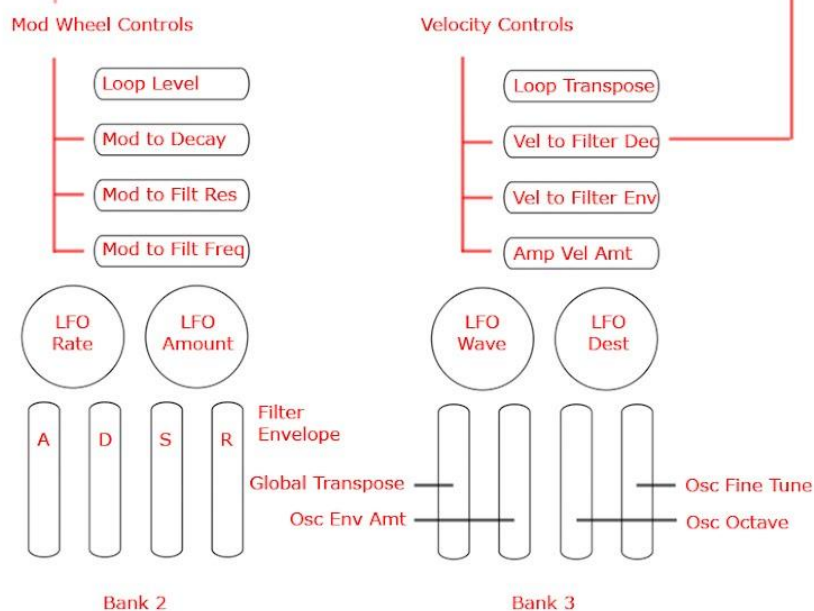 Mod Wheel Controls
Loop Level
Mod to Decay
Mod to Filt Res
Mod to Filt Freq
LFO
Rate
LFO
Amount
A
D
S
R
Filter
Envelope
Bank 2
Velocity Controls
Loop Transpose
Vel to Filter Dec
Vel to Filter Env
Amp Vel Amt
LFO
Wave
LFO
Dest
Global Transpose
Osc Env Amt
Osc Fine Tune
Osc Octave
Bank 3